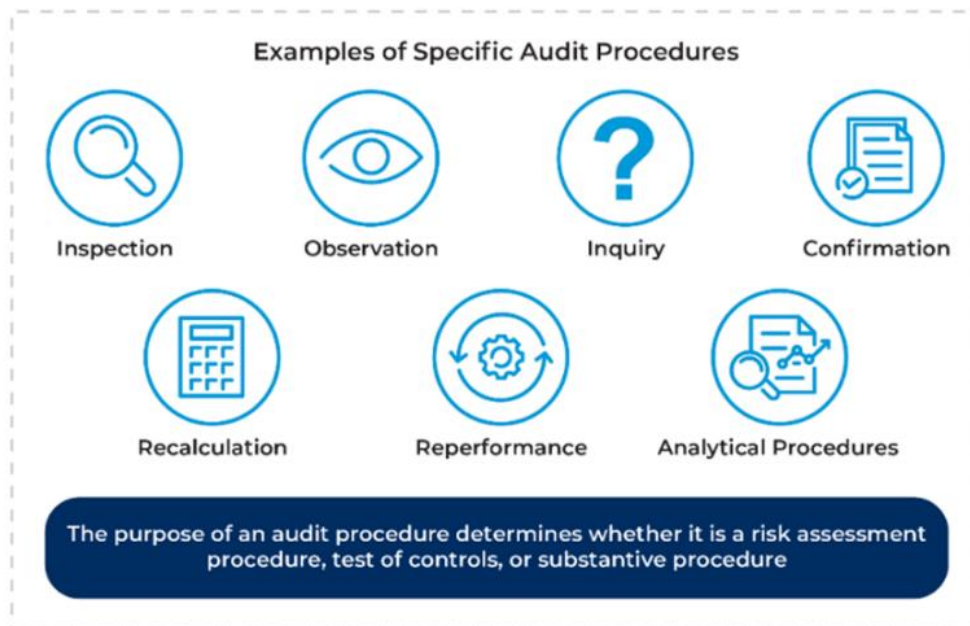 Examples of Specific Audit Procedures
Inspection
Observation
Inquiry
Confirmation
Recalculation
Reperformance
Analytical Procedures
The purpose of an audit procedure determines whether it is a risk assessment
procedure, test of controls, or substantive procedure